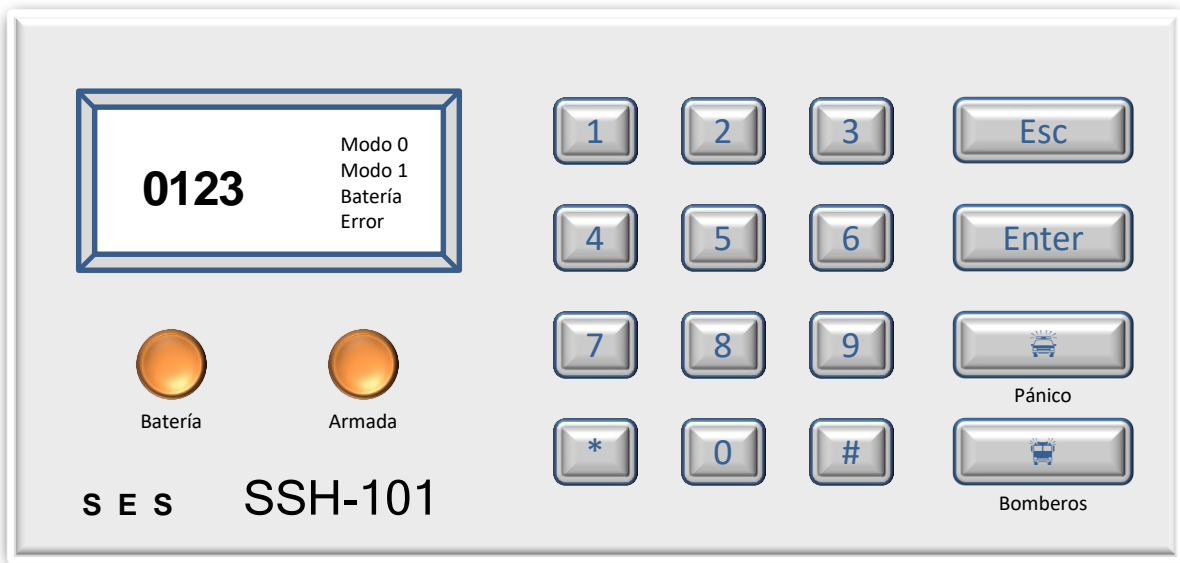 0123
Modo 0
Modo 1
Batería
Error
Batería
Armada
S E S
SSH-101
1 2 3 Esc
4 5 6 Enter
7 8 9
Pánico
* 0 #
Bomberos